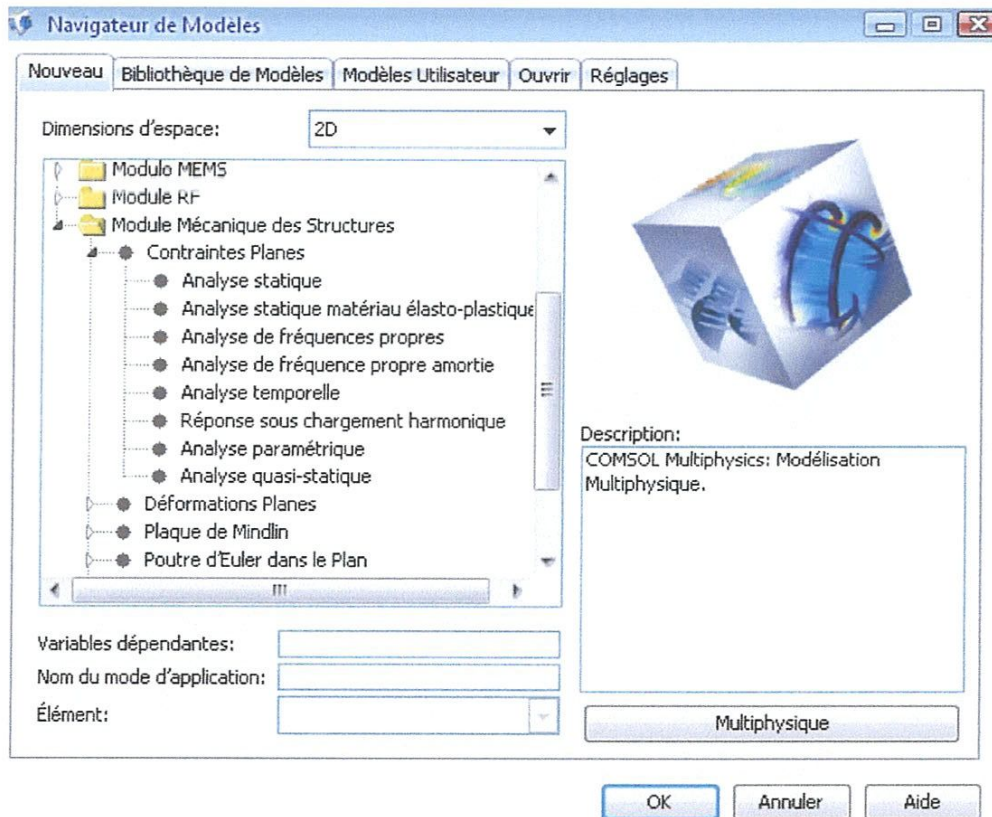 Navigateur de Modèles
Nouveau Bibliothèque de Modèles Modèles Utilisateur Ouvrir Réglages
Dimensions d'espace: 2D
Modulo MEMS
Module RF
Module Mécanique des Structures
Contraintes Planes
Analyse statique
Analyse statique matériau élasto-plastique
Analyse de fréquences propres
Analyse de fréquence propre amortie
Analyse temporelle
Réponse sous chargement harmonique
Analyse paramétrique
Analyse quasi-statique
Déformations Planes
Plaque de Mindlin
Poutre d'Euler dans le Plan
Variables dépendantes:
Nom du mode d'application:
Élément:
Description:
COMSOL Multiphysics: Modélisation
Multiphysique.
Multiphysique
OK Annuler Aide